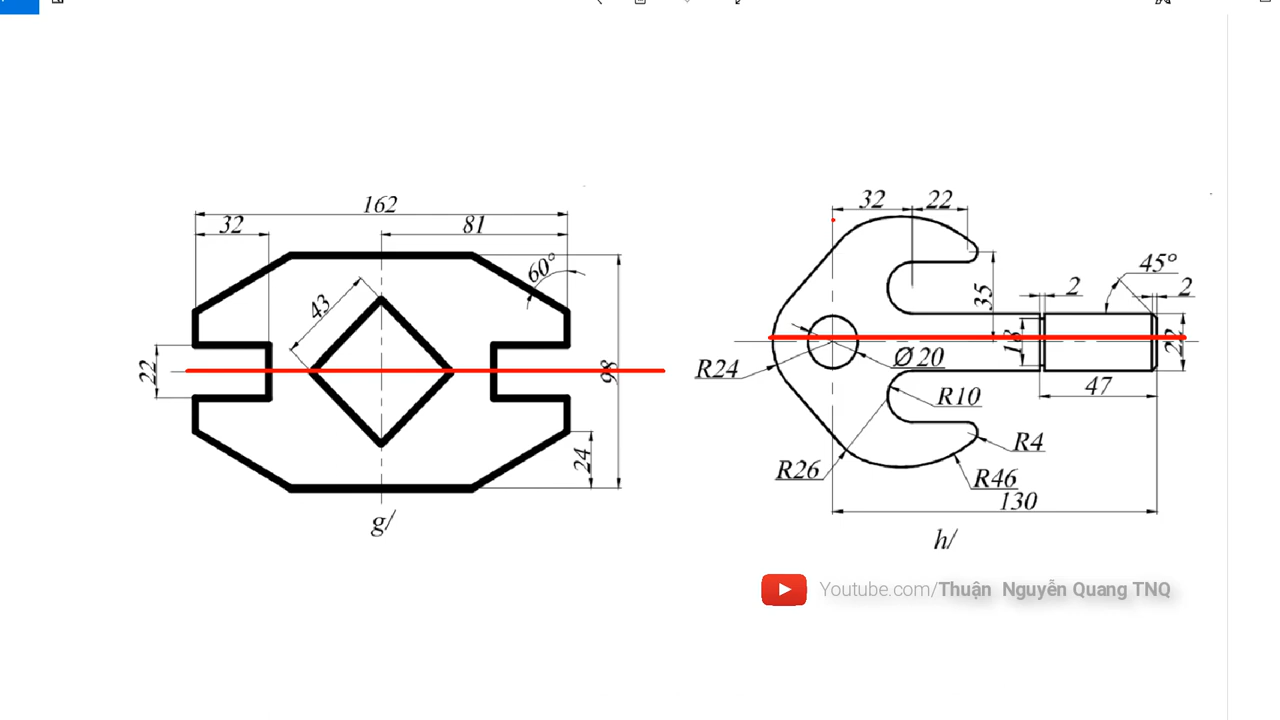 162
32
81
60°
43
22
98
24
g/
32
22
45°
2
2
35
18
22
Ø 20
R24
47
R10
R4
R26
R46
130
h/
Youtube.com/Thuận Nguyễn Quang TNQ